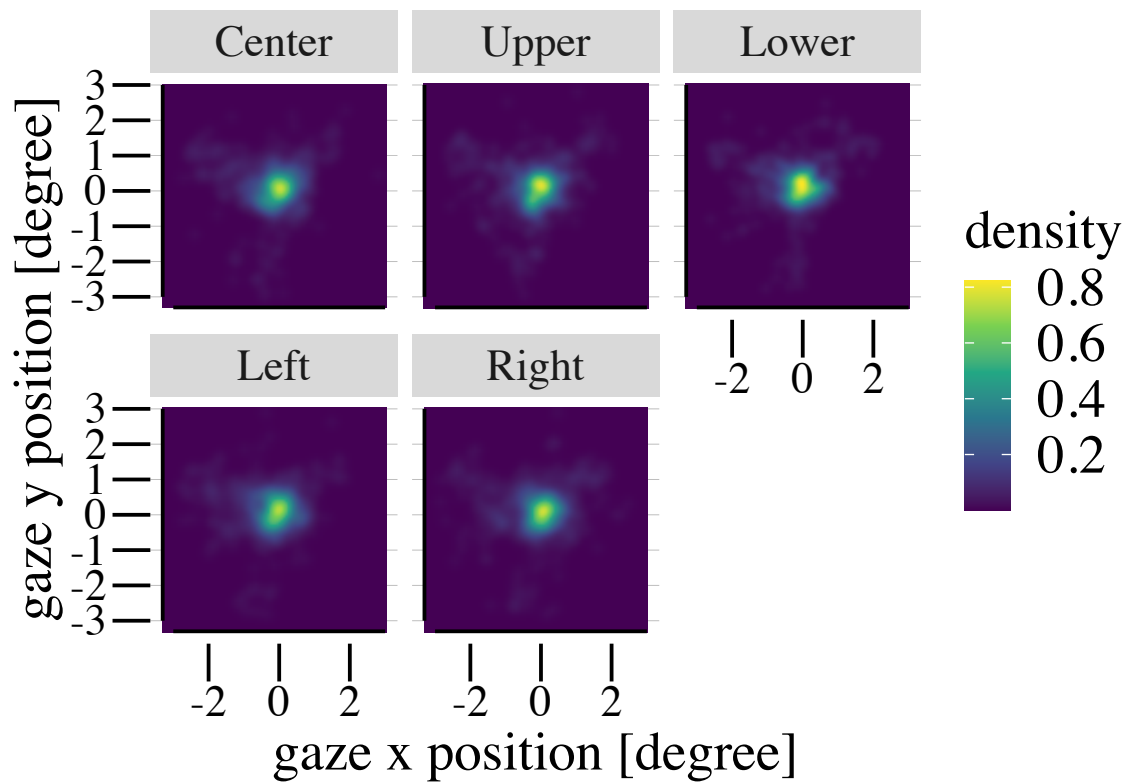 Center Upper Lower
gaze y position [degree]
3
2
1
0
-1
-2
-3
density
0.8
0.6
0.4
0.2
-2 0 2
Left Right
3
2
1
0
-1
-2
-3
-2 0 2 -2 0 2
gaze x position [degree]